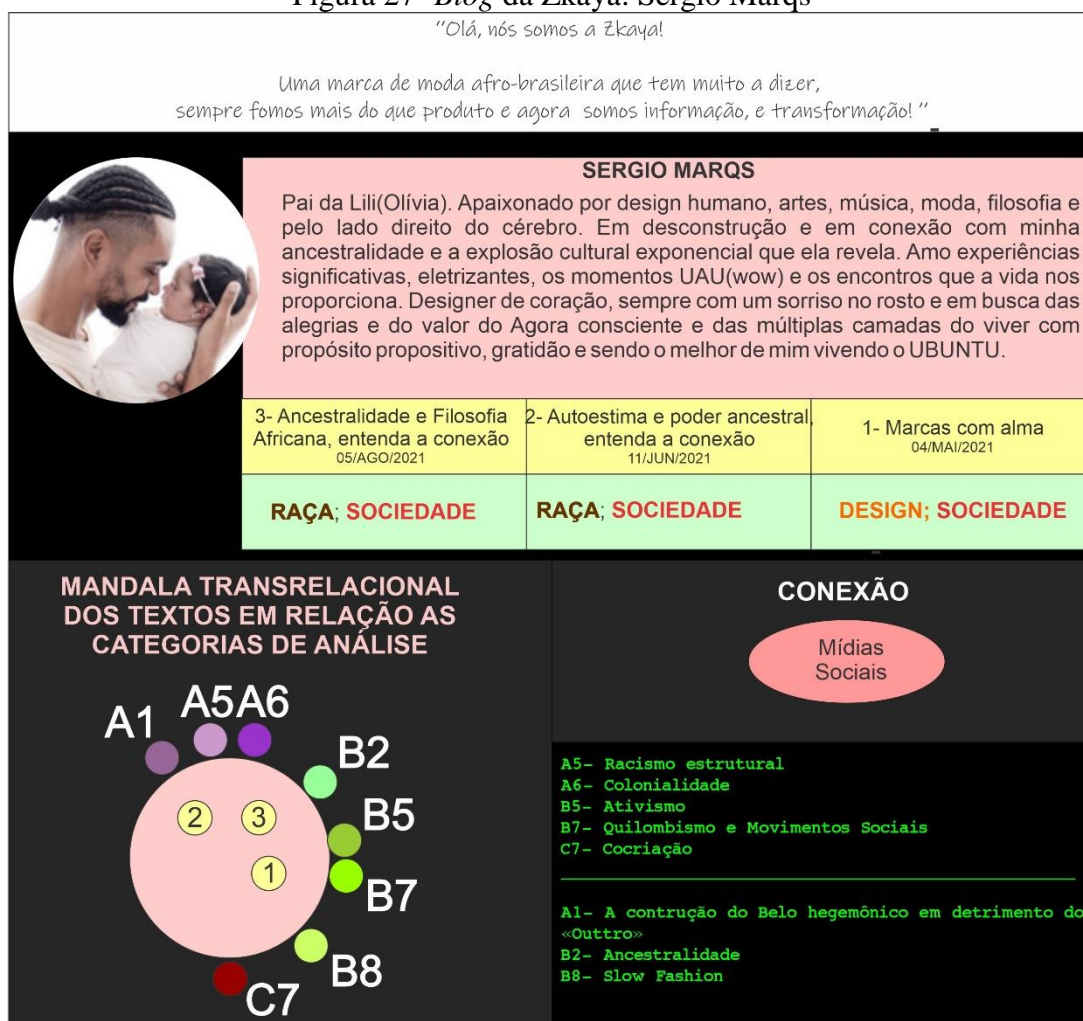 Figura 27- Blog da Zkaya: Sergio Marqs
“Olá, nós somos a Zkaya!
Uma marca de moda afro-brasileira que tem muito a dizer,
sempre fomos mais do que produto e agora somos informação, e transformação! ”
SERGIO MARQS
Pai da Lili(Olívia). Apaixonado por design humano, artes, música, moda, filosofia e
pelo lado direito do cérebro. Em desconstrução e em conexão com minha
ancestralidade e a explosão cultural exponencial que ela revela. Amo experiências
significativas, eletrizantes, os momentos UAU(wow) e os encontros que a vida nos
proporciona. Designer de coração, sempre com um sorriso no rosto e em busca das
alegrias e do valor do Agora consciente e das múltiplas camadas do viver com
propósito propositivo, gratidão e sendo o melhor de mim vivendo o UBUNTU.
3- Ancestralidade e Filosofia
Africana, entenda a conexão
05/AGO/2021
2- Autoestima e poder ancestral,
entenda a conexão
11/JUN/2021
1- Marcas com alma
04/MAI/2021
RAÇA; SOCIEDADE
RAÇA; SOCIEDADE
DESIGN; SOCIEDADE
MANDALA TRANSRELACIONAL
DOS TEXTOS EM RELAÇÃO AS
CATEGORIAS DE ANÁLISE
A1
A5
A6
B2
B5
B7
B8
C7
2
3
1
CONEXÃO
Mídias
Sociais
A5- Racismo estrutural
A6- Colonialidade
B5- Ativismo
B7- Quilombismo e Movimentos Sociais
C7- Cocriação
A1- A contrução do Belo hegemônico em detrimento do
«Outtro»
B2- Ancestralidade
B8- Slow Fashion